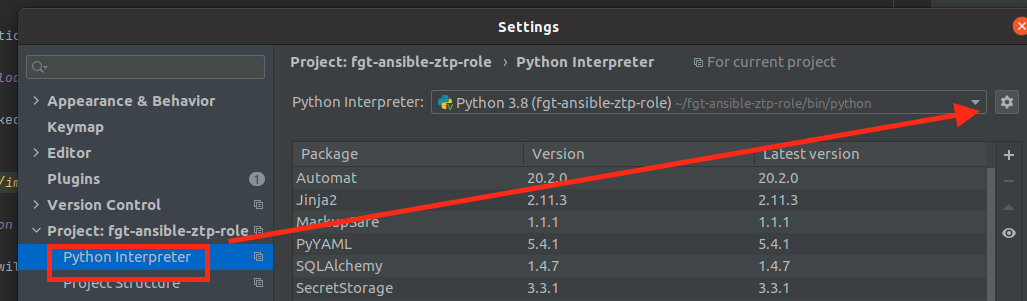 Settings
Project: fgt-ansible-ztp-role › Python Interpreter For current project
Python Interpreter: Python 3.8 (fgt-ansible-ztp-role) ~/fgt-ansible-ztp-role/bin/python
Appearance & Behavior
Keymap
Editor
Plugins 1
Version Control
Project: fgt-ansible-ztp-role
Python Interpreter
Project Structure
Package Version Latest version
Automat 20.2.0 20.2.0
Jinja2 2.11.3 2.11.3
MarkupSafe 1.1.1 1.1.1
PyYAML 5.4.1 5.4.1
SQLAlchemy 1.4.7 1.4.7
SecretStorage 3.3.1 3.3.1